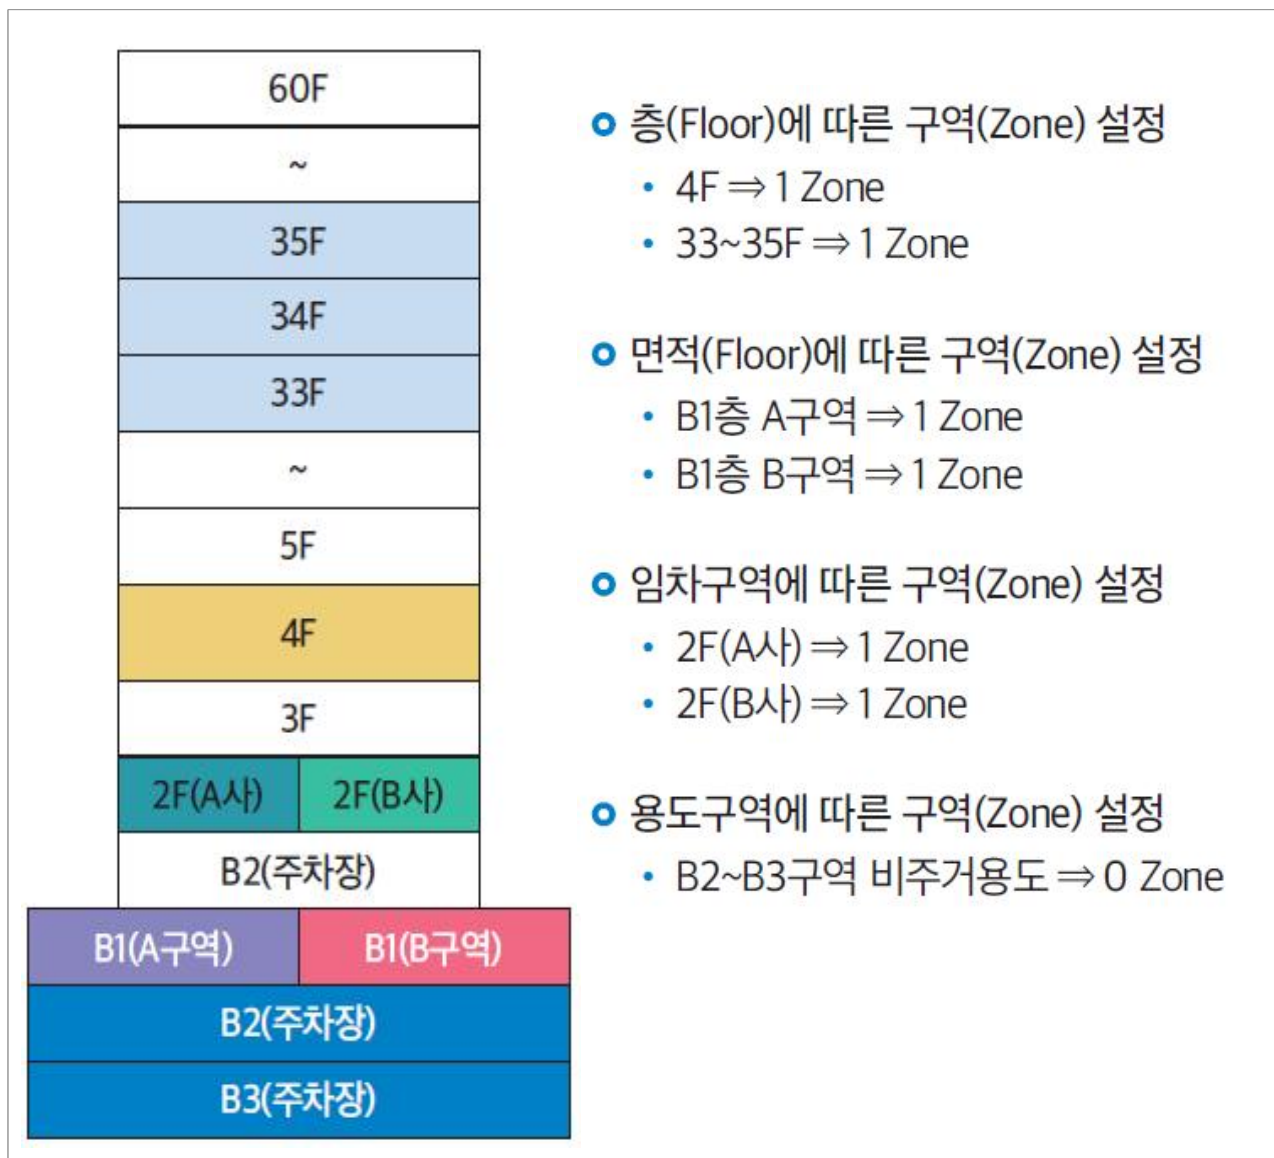 60F
~
35F
34F
33F
~
5F
4F
3F
2F(A사) 2F(B사)
B2(주차장)
B1(A구역) B1(B구역)
B2(주차장)
B3(주차장)
층(Floor)에 따른 구역(Zone) 설정
• 4F ⇒ 1 Zone
• 33~35F ⇒ 1 Zone
면적(Floor)에 따른 구역(Zone) 설정
• B1층 A구역 ⇒ 1 Zone
• B1층 B구역 ⇒ 1 Zone
임차구역에 따른 구역(Zone) 설정
• 2F(A사) ⇒ 1 Zone
• 2F(B사) ⇒ 1 Zone
용도구역에 따른 구역(Zone) 설정
• B2~B3구역 비주거용도 ⇒ 0 Zone